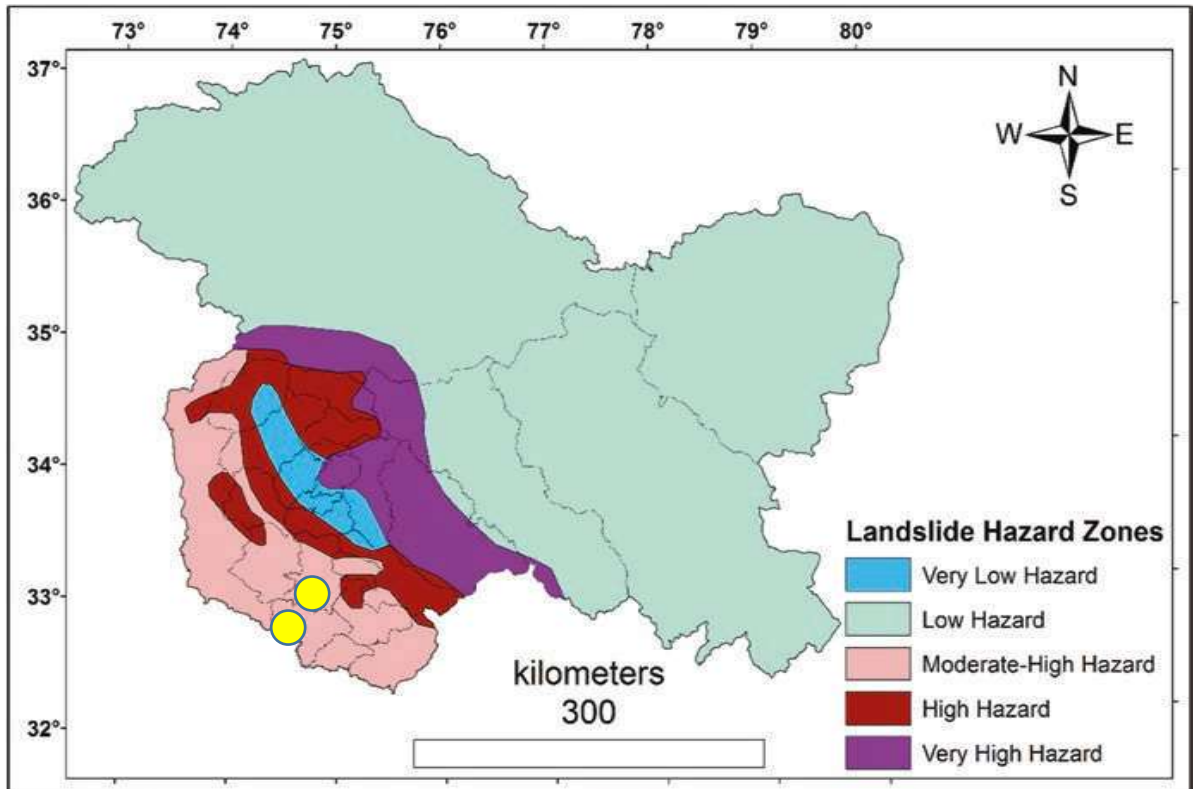 73° 74° 75° 76° 77° 78° 79° 80°
37°
36°
35°
34°
33°
32°
N
W E
S
Landslide Hazard Zones
Very Low Hazard
Low Hazard
Moderate-High Hazard
High Hazard
Very High Hazard
kilometers
300